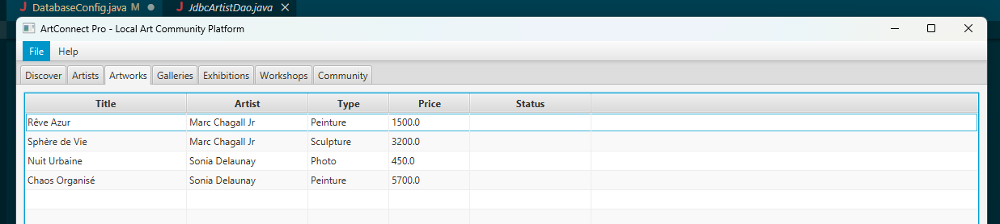 DatabaseConfig.java M JdbcArtistDao.java
ArtConnect Pro - Local Art Community Platform
File Help
Discover Artists Artworks Galleries Exhibitions Workshops Community
Title Artist Type Price Status
Rêve Azur Marc Chagall Jr Peinture 1500.0
Sphère de Vie Marc Chagall Jr Sculpture 3200.0
Nuit Urbaine Sonia Delaunay Photo 450.0
Chaos Organisé Sonia Delaunay Peinture 5700.0